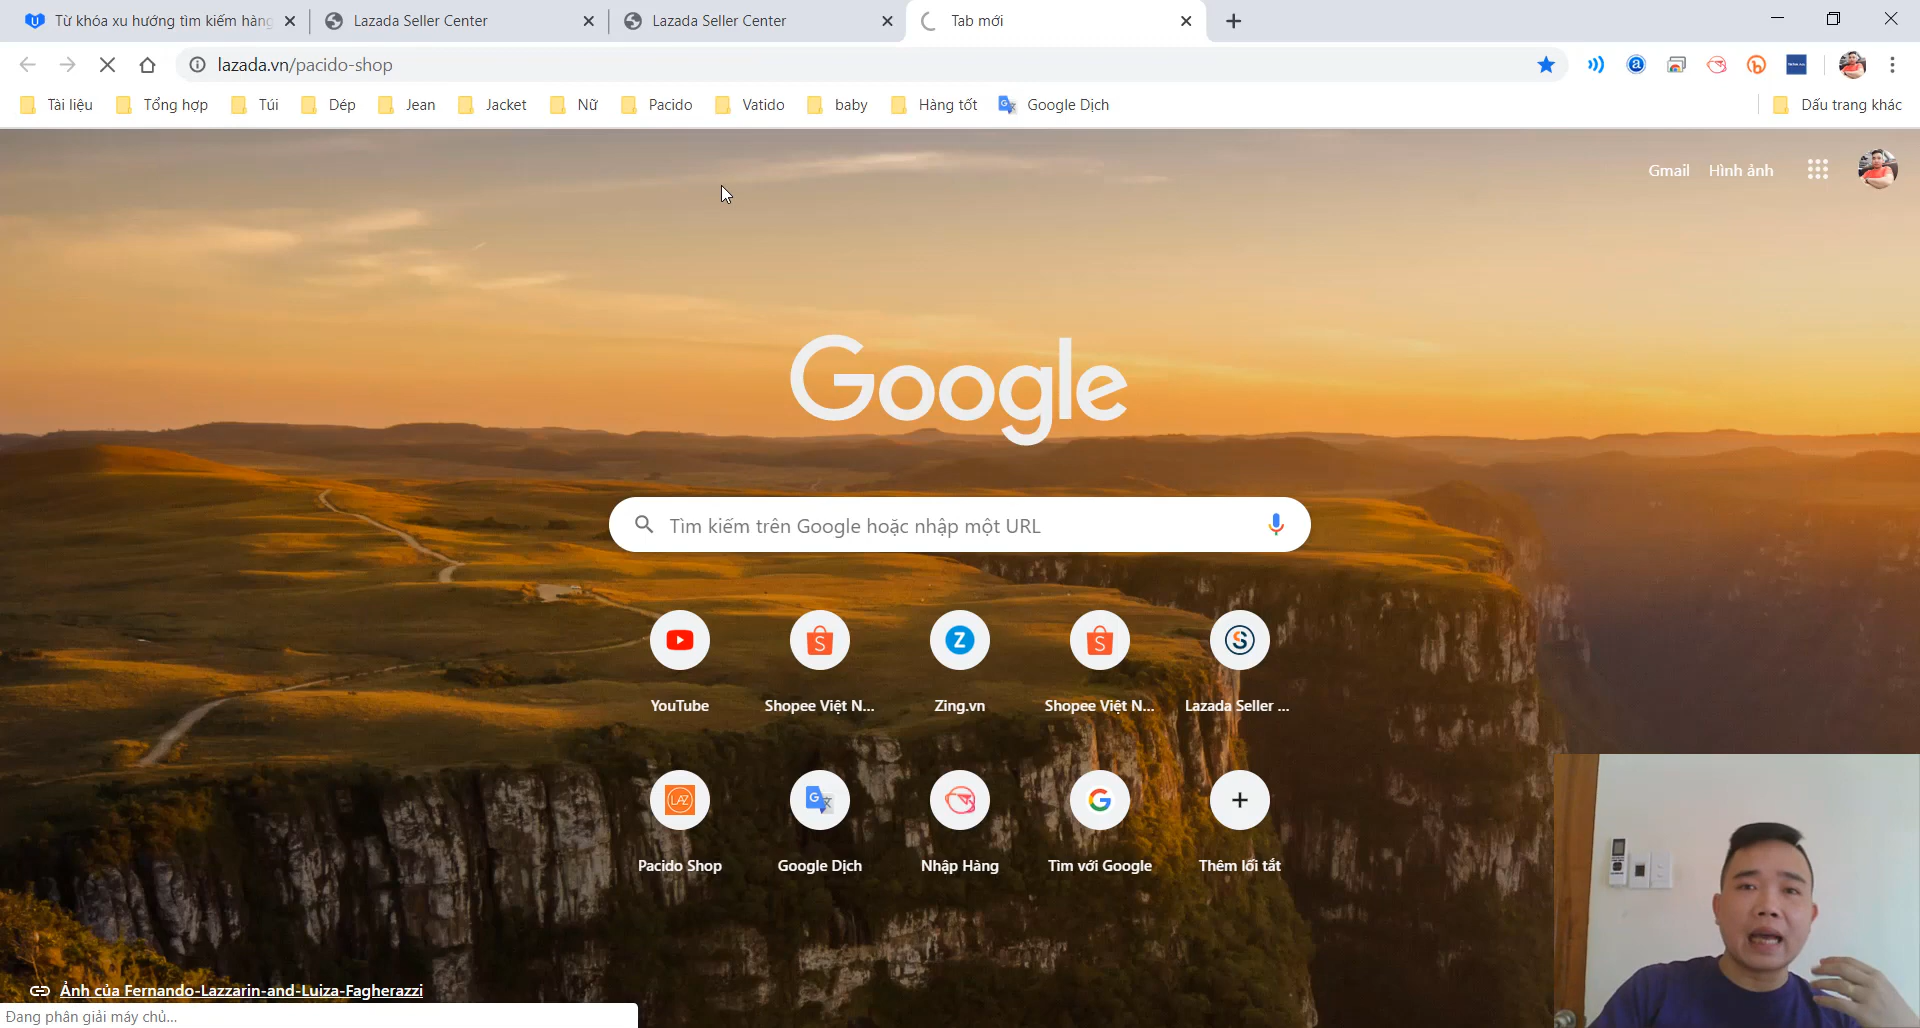 Từ khóa xu hướng tìm kiếm hàng
Lazada Seller Center
Lazada Seller Center
Tab mới
lazada.vn/pacido-shop
Tài liệu
Tổng hợp
Túi
Dép
Jean
Jacket
Nữ
Pacido
Vatido
baby
Hàng tốt
Google Dịch
Dấu trang khác
Gmail
Hình ảnh
Google
Tìm kiếm trên Google hoặc nhập một URL
YouTube
Shopee Việt N...
Zing.vn
Shopee Việt N...
Lazada Seller ...
Pacido Shop
Google Dịch
Nhập Hàng
Tìm với Google
Thêm lối tắt
Ảnh của Fernando-Lazzarin-and-Luiza-Fagherazzi
Đang phân giải máy chủ...